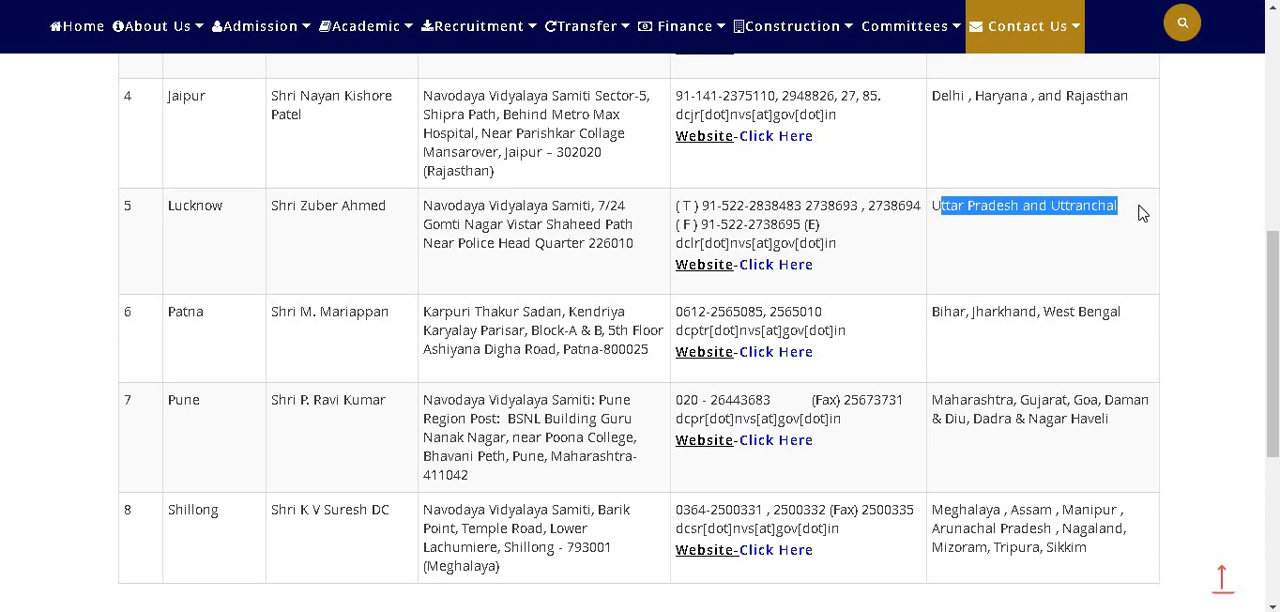 Home About Us Admission Academic Recruitment Transfer Finance Construction Committees Contact Us
4 Jaipur Shri Nayan Kishore Patel Navodaya Vidyalaya Samiti Sector-5, Shipra Path, Behind Metro Max Hospital, Near Parishkar Collage Mansarover, Jaipur – 302020 (Rajasthan) 91-141-2375110, 2948826, 27, 85. dcjr[dot]nvs[at]gov[dot]in Website-Click Here Delhi , Haryana , and Rajasthan
5 Lucknow Shri Zuber Ahmed Navodaya Vidyalaya Samiti, 7/24 Gomti Nagar Vistar Shaheed Path Near Police Head Quarter 226010 ( T ) 91-522-2838483 2738693 , 2738694 ( F ) 91-522-2738695 (E) dclr[dot]nvs[at]gov[dot]in Website-Click Here Uttar Pradesh and Uttranchal
6 Patna Shri M. Mariappan Karpuri Thakur Sadan, Kendriya Karyalay Parisar, Block-A & B, 5th Floor Ashiyana Digha Road, Patna-800025 0612-2565085, 2565010 dcptr[dot]nvs[at]gov[dot]in Website-Click Here Bihar, Jharkhand, West Bengal
7 Pune Shri P. Ravi Kumar Navodaya Vidyalaya Samiti: Pune Region Post: BSNL Building Guru Nanak Nagar, near Poona College, Bhavani Peth, Pune, Maharashtra-411042 020 - 26443683 (Fax) 25673731 dcpr[dot]nvs[at]gov[dot]in Website-Click Here Maharashtra, Gujarat, Goa, Daman & Diu, Dadra & Nagar Haveli
8 Shillong Shri K V Suresh DC Navodaya Vidyalaya Samiti, Barik Point, Temple Road, Lower Lachumiere, Shillong - 793001 (Meghalaya) 0364-2500331 , 2500332 (Fax) 2500335 dcsr[dot]nvs[at]gov[dot]in Website-Click Here Meghalaya , Assam , Manipur , Arunachal Pradesh , Nagaland, Mizoram, Tripura, Sikkim